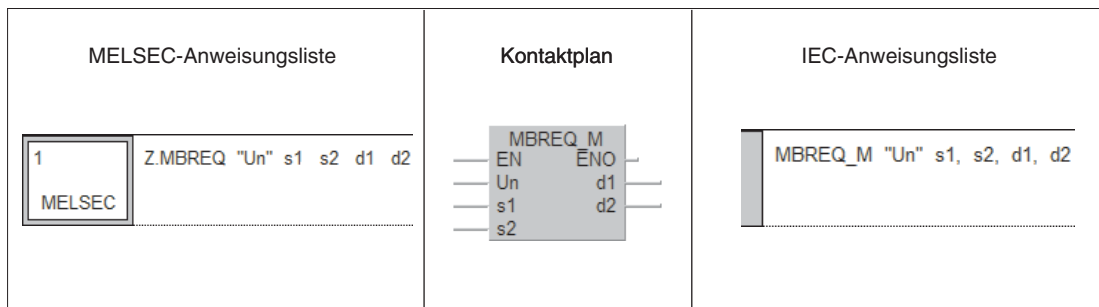 MELSEC-Anweisungsliste
1
MELSEC
Z.MBREQ "Un" s1 s2 d1 d2
Kontaktplan
MBREQ_M
EN ENO
Un d1
s1 d2
s2
IEC-Anweisungsliste
MBREQ_M "Un" s1, s2, d1, d2